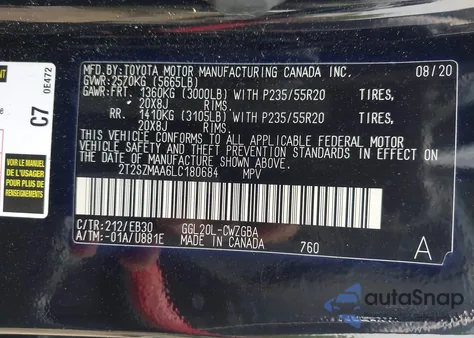 MFD. BY: TOYOTA MOTOR MANUFACTURING CANADA INC. 08/20
GVWR: 2570KG (5665LB)
GAWR: FRT. 1360KG (3000LB) WITH P235/55R20 TIRES,
20X8J RIMS,
RR. 1410KG (3105LB) WITH P235/55R20 TIRES,
20X8J RIMS,
THIS VEHICLE CONFORMS TO ALL APPLICABLE FEDERAL MOTOR
VEHICLE SAFETY AND BUMPER STANDARDS IN EFFECT ON THE
DATE OF MANUFACTURE SHOWN ABOVE.
2T2SZMAA6LC180684 MPV
C/TR: 212/EB30 GGL20L-CWZGBA
A/TM: -01A/U881E MADE IN CANADA 760 A
C7
0E472
VOIR LE MANUEL
DE L'USAGER
POUR PLUS DE
RENSEIGNEMENTS
autoSnap